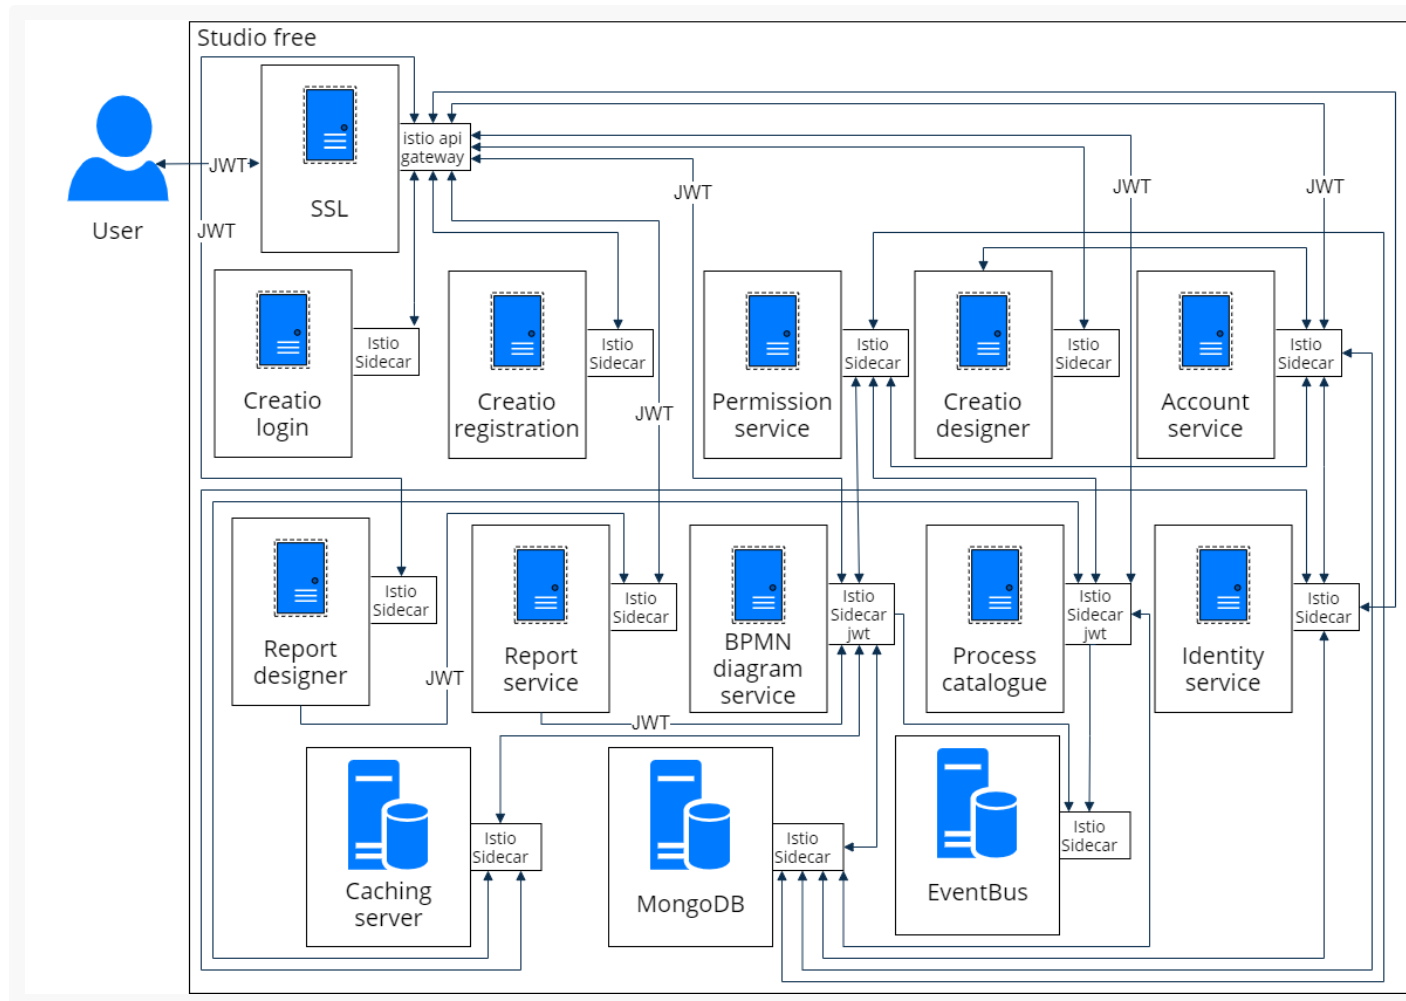 Studio free
istio api
gateway
JWT
SSL
User
JWT
JWT
JWT
JWT
Creatio
login
Istio
Sidecar
Creatio
registration
Istio
Sidecar
Permission
service
Istio
Sidecar
Creatio
designer
Istio
Sidecar
Account
service
Istio
Sidecar
JWT
Report
designer
Istio
Sidecar
JWT
Report
service
Istio
Sidecar
JWT
BPMN
diagram
service
Istio
Sidecar
jwt
Process
catalogue
Istio
Sidecar
jwt
Identity
service
Istio
Sidecar
Caching
server
Istio
Sidecar
MongoDB
Istio
Sidecar
EventBus
Istio
Sidecar